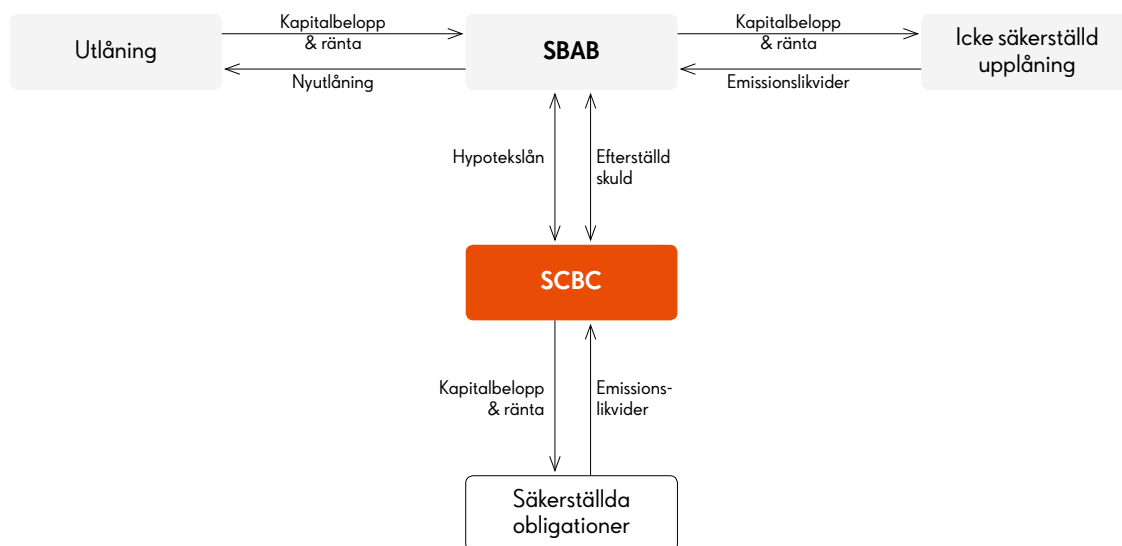 Utlåning
Kapitalbelopp
& ränta
Nyutlåning
SBAB
Kapitalbelopp
& ränta
Emissionslikvider
Icke säkerställd
upplåning
Hypotekslån
Efterställd
skuld
SCBC
Kapitalbelopp
& ränta
Emissions-
likvider
Säkerställda
obligationer